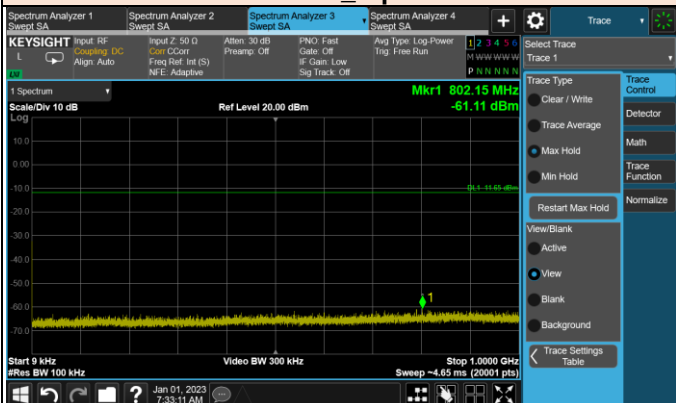 Spectrum Analyzer 1
Swept SA
Spectrum Analyzer 2
Swept SA
Spectrum Analyzer 3
Swept SA
Spectrum Analyzer 4
Swept SA
+
Trace
KEYSIGHT
L
LXI
Input: RF
Coupling: DC
Align: Auto
Input Z: 50 Ω
Corr CCorr
Freq Ref: Int (S)
NFE: Adaptive
Atten: 30 dB
Preamp: Off
PNO: Fast
Gate: Off
IF Gain: Low
Sig Track: Off
Avg Type: Log-Power
Trig: Free Run
1 2 3 4 5 6
M W W W W W
P N N N N N
Select Trace
Trace 1
1 Spectrum
Scale/Div 10 dB
Log
Ref Level 20.00 dBm
Mkr1 802.15 MHz
-61.11 dBm
10.0
0.00
-10.0
-20.0
-30.0
-40.0
-50.0
-60.0
-70.0
DL1 -11.65 dBm
1
Start 9 kHz
#Res BW 100 kHz
Video BW 300 kHz
Stop 1.0000 GHz
Sweep ~4.65 ms (20001 pts)
Trace Type
Clear / Write
Trace Average
Max Hold
Min Hold
Restart Max Hold
View/Blank
Active
View
Blank
Background
Trace Settings
Table
Trace
Control
Detector
Math
Trace
Function
Normalize
?
Jan 01, 2023
7:33:11 AM